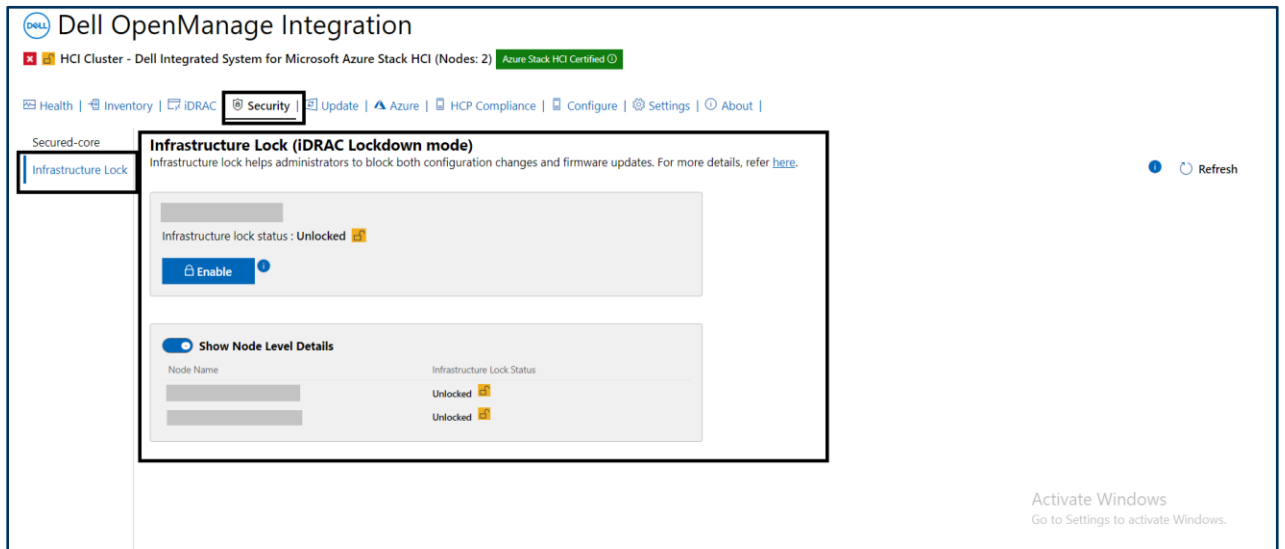 DELL Dell OpenManage Integration
HCI Cluster - Dell Integrated System for Microsoft Azure Stack HCI (Nodes: 2) Azure Stack HCI Certified
Health | Inventory | iDRAC | Security | Update | Azure | HCP Compliance | Configure | Settings | About |
Secured-core
Infrastructure Lock
Infrastructure Lock (iDRAC Lockdown mode)
Infrastructure lock helps administrators to block both configuration changes and firmware updates. For more details, refer here.
Refresh
Infrastructure lock status : Unlocked
Enable
Show Node Level Details
Node Name Infrastructure Lock Status
Unlocked
Unlocked
Activate Windows
Go to Settings to activate Windows.